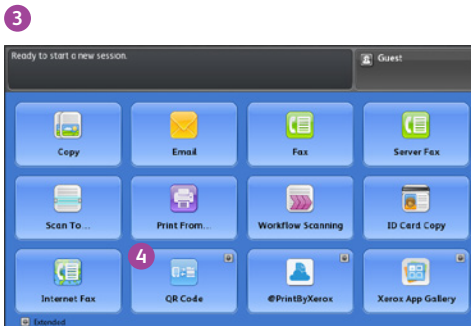 3
Ready to start a new session.
Guest
Copy
Email
Fax
Server Fax
Scan To ...
Print From...
Workflow Scanning
ID Card Copy
4
Internet Fax
QR Code
@PrintByXerox
Xerox App Gallery
Extended